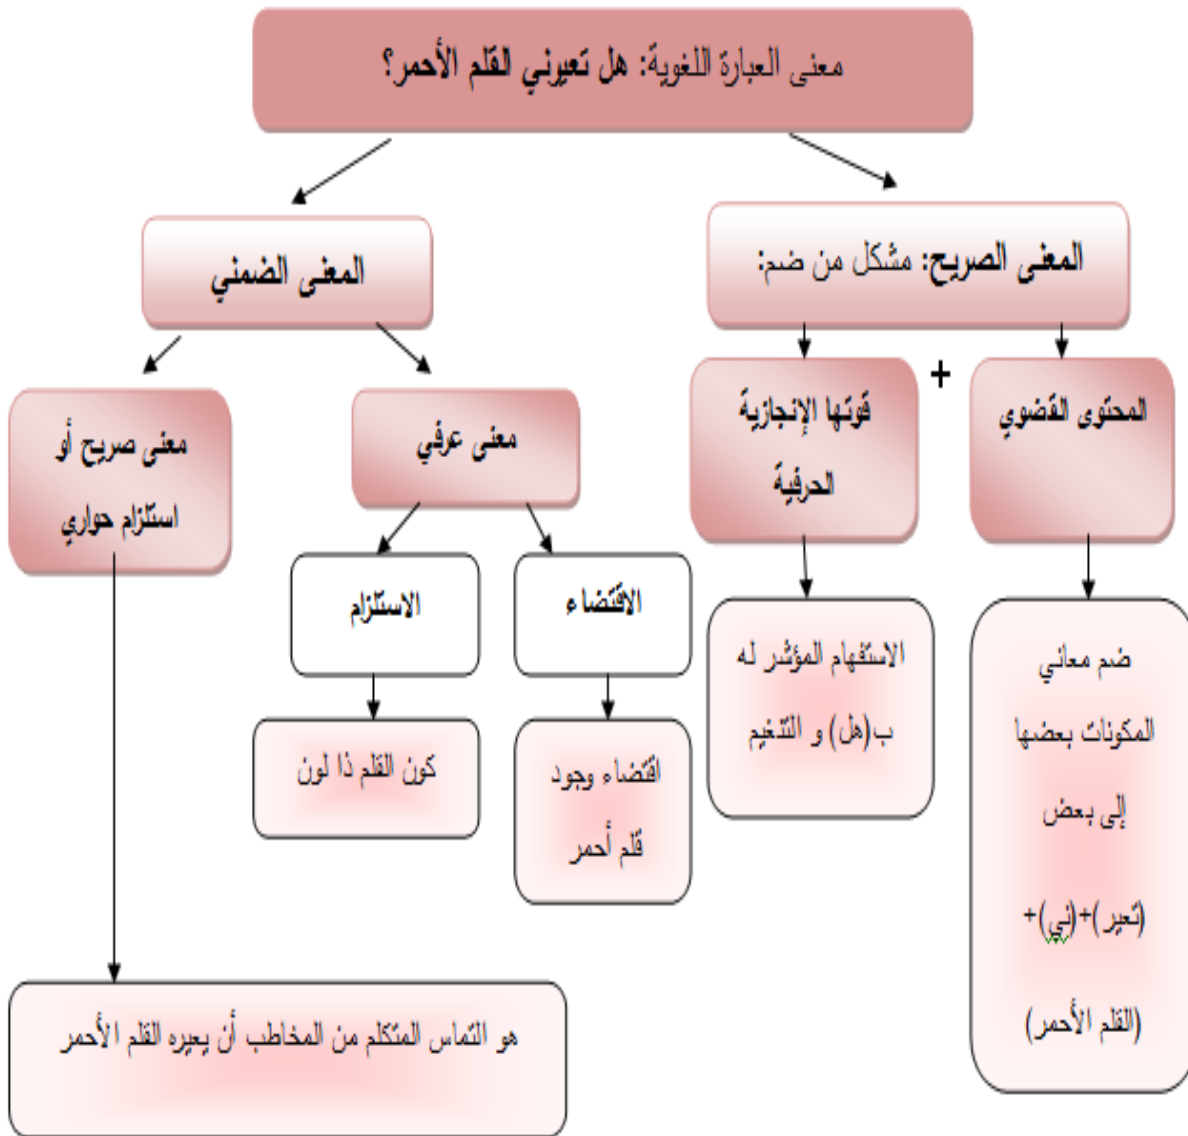 معنى العبارة اللغوية: هل تعيرني القلم الأحمر؟
المعنى الصريح: مشكل من ضم:
المعنى الضمني
المحتوى القضوي
+
قوتها الإنجازية
الحرفية
معنى عرفي
معنى صريح أو
استلزام حواري
الاقتضاء
الاستلزام
ضم معاني
المكونات بعضها
إلى بعض
(تعير)+(ني)+
(القلم الأحمر)
الاستفهام المؤشر له
ب(هل) و التنغيم
اقتضاء وجود
قلم أحمر
كون القلم ذا لون
هو التماس المتكلم من المخاطب أن يعيره القلم الأحمر